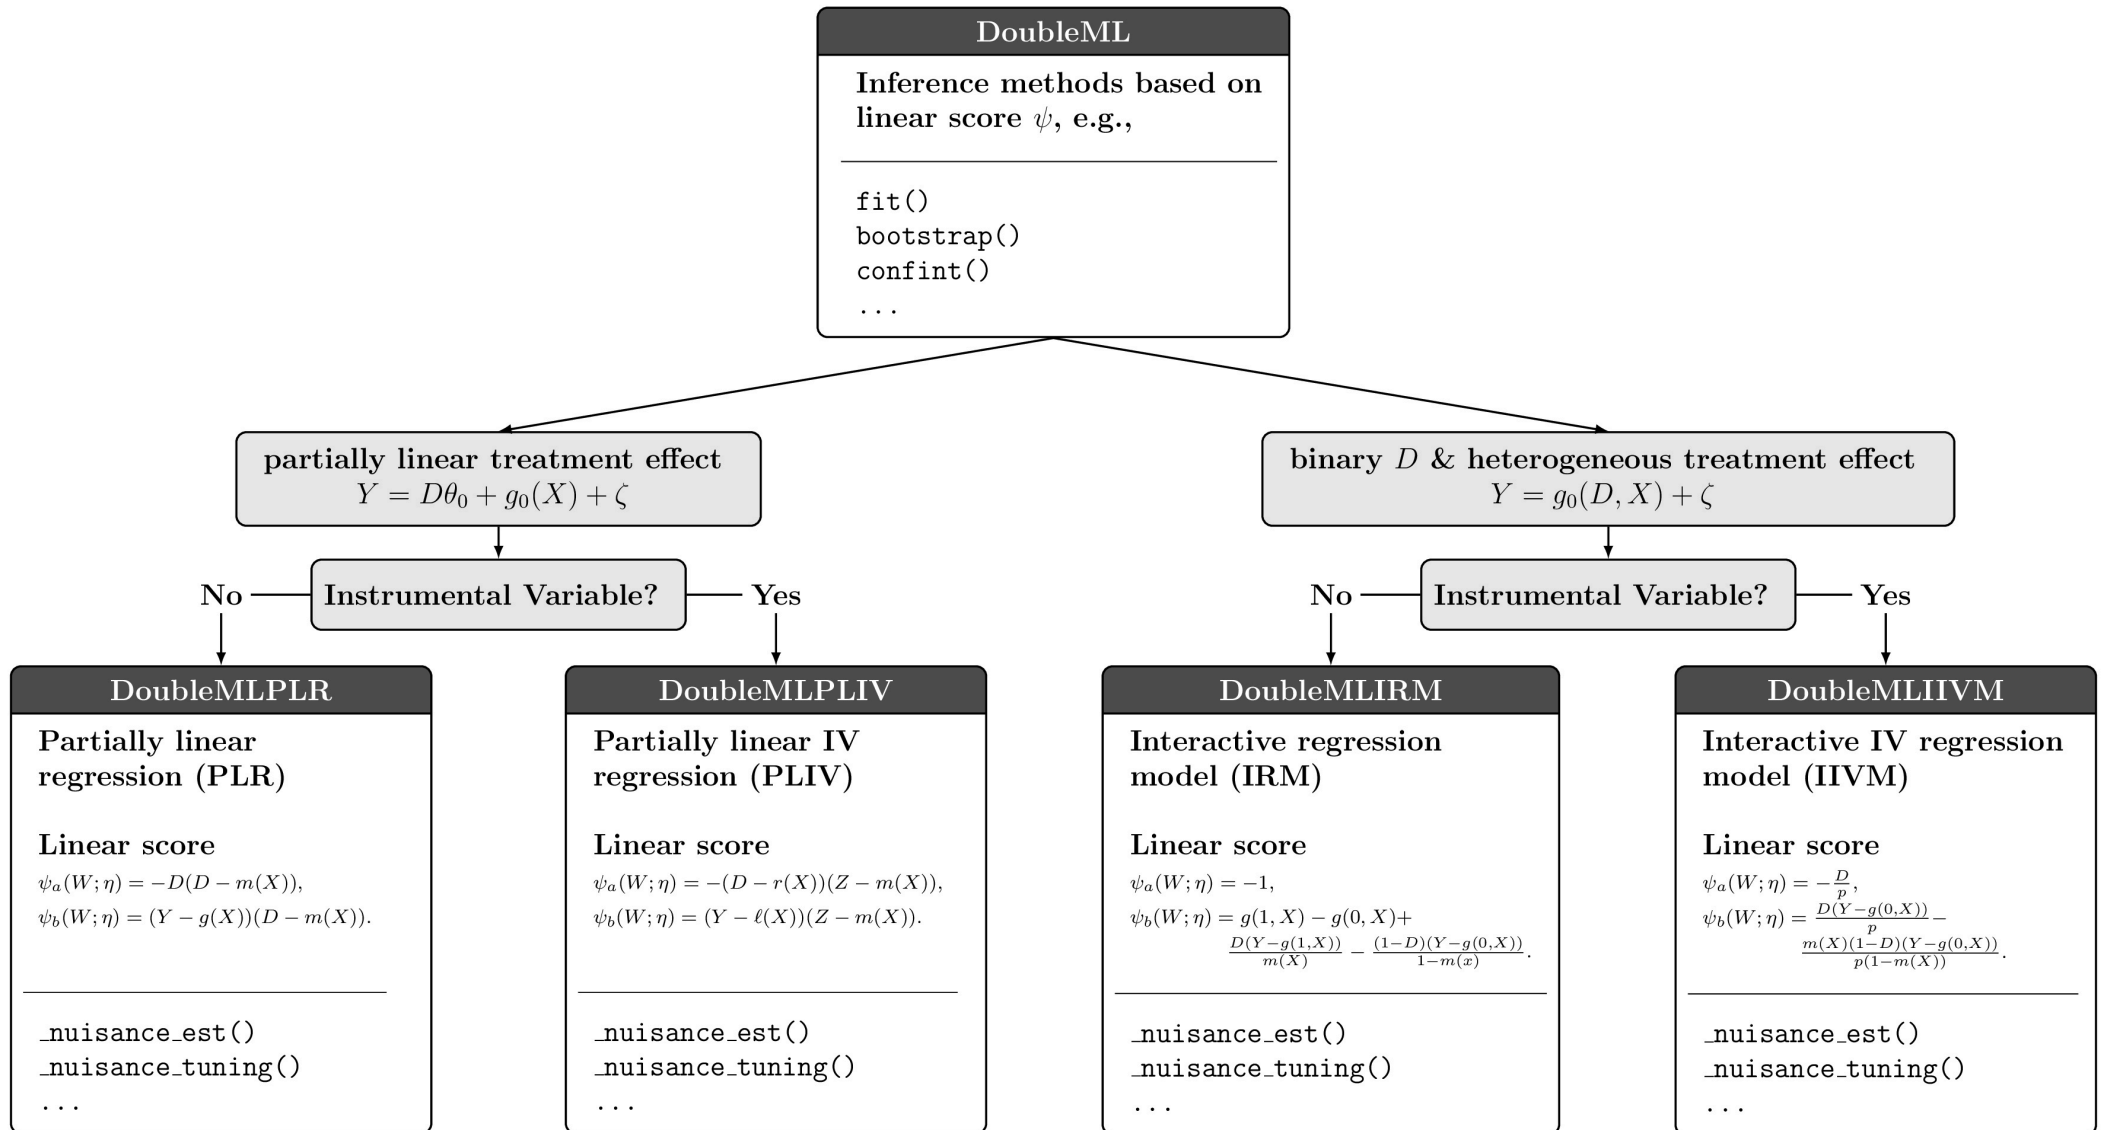 DoubleML
Inference methods based on
linear score ψ, e.g.,
fit()
bootstrap()
confint()
...
partially linear treatment effect
Y = Dθ₀ + g₀(X) + ζ
binary D & heterogeneous treatment effect
Y = g₀(D, X) + ζ
No
Instrumental Variable?
Yes
No
Instrumental Variable?
Yes
DoubleMLPLR
Partially linear
regression (PLR)
Linear score
ψₐ(W; η) = −D(D − m(X)),
ψ_b(W; η) = (Y − g(X))(D − m(X)).
_nuisance_est()
_nuisance_tuning()
...
DoubleMLPLIV
Partially linear IV
regression (PLIV)
Linear score
ψₐ(W; η) = −(D − r(X))(Z − m(X)),
ψ_b(W; η) = (Y − ℓ(X))(Z − m(X)).
_nuisance_est()
_nuisance_tuning()
...
DoubleMLIRM
Interactive regression
model (IRM)
Linear score
ψₐ(W; η) = −1,
ψ_b(W; η) = g(1, X) − g(0, X)+
D(Y−g(1,X))/m(X) − (1−D)(Y−g(0,X))/1−m(x).
_nuisance_est()
_nuisance_tuning()
...
DoubleMLIIVM
Interactive IV regression
model (IIVM)
Linear score
ψₐ(W; η) = −D/p,
ψ_b(W; η) = D(Y−g(0,X))/p −
m(X)(1−D)(Y−g(0,X))/p(1−m(X)).
_nuisance_est()
_nuisance_tuning()
...